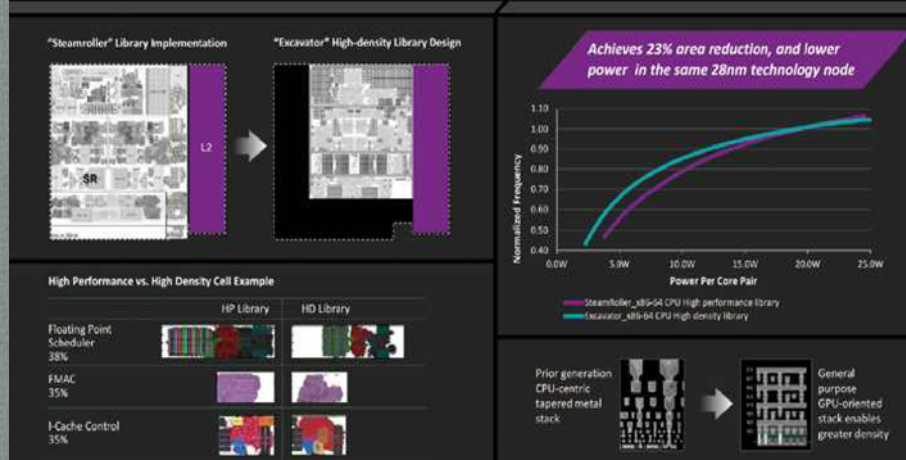 "Steamroller" Library Implementation
"Excavator" High-density Library Design
L2
SR
High Performance vs. High Density Cell Example
HP Library
HD Library
Floating Point
Scheduler
38%
FMAC
35%
I-Cache Control
35%
Achieves 23% area reduction, and lower
power in the same 28nm technology node
Normalized Frequency
1.10
1.00
0.90
0.80
0.70
0.60
0.50
0.40
0.0W
5.0W
10.0W
15.0W
20.0W
25.0W
Power Per Core Pair
SteamRoller_x86-64 CPU High performance library
Excavator_x86-64 CPU High density library
Prior generation
CPU-centric
tapered metal
stack
General
purpose
GPU-oriented
stack enables
greater density